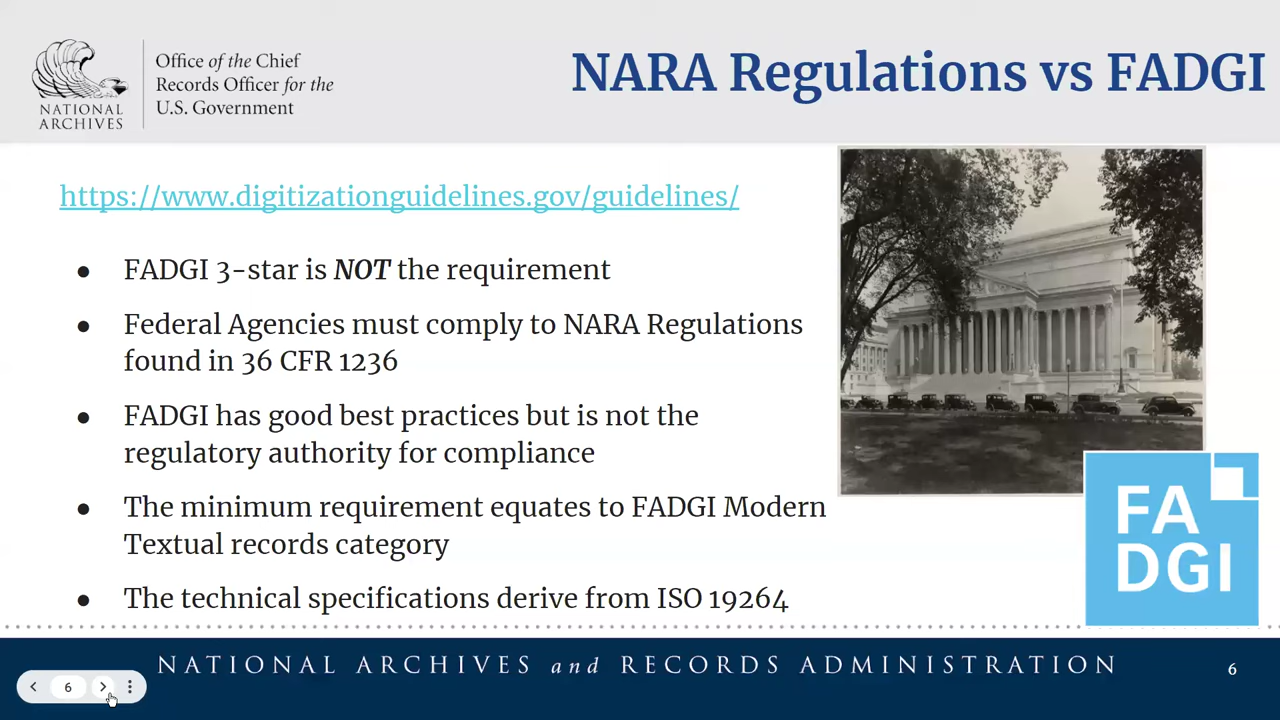 NATIONAL
ARCHIVES
Office of the Chief
Records Officer for the
U.S. Government
NARA Regulations vs FADGI
https://www.digitizationguidelines.gov/guidelines/
● FADGI 3-star is NOT the requirement
● Federal Agencies must comply to NARA Regulations
found in 36 CFR 1236
● FADGI has good best practices but is not the
regulatory authority for compliance
● The minimum requirement equates to FADGI Modern
Textual records category
● The technical specifications derive from ISO 19264
FA
DGI
NATIONAL ARCHIVES and RECORDS ADMINISTRATION
6
6